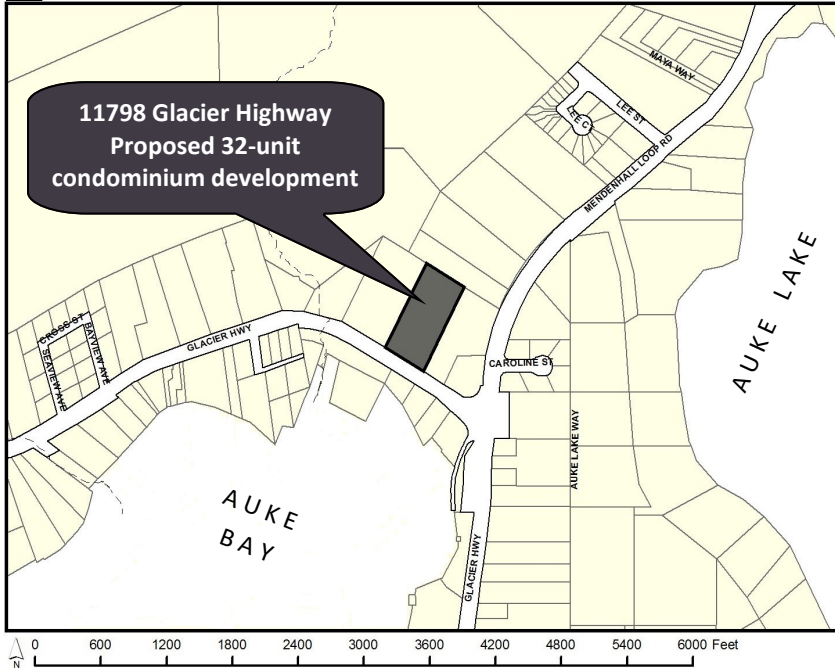 11798 Glacier Highway
Proposed 32-unit
condominium development
MAYA WAY
LEE ST
LEE CT
MENDENHALL LOOP RD
AUKE LAKE
CROSS ST
BAYVIEW AVE
SEAVIEW AVE
GLACIER HWY
CAROLINE ST
AUKE LAKE WAY
AUKE
BAY
GLACIER HWY
N
0 600 1200 1800 2400 3000 3600 4200 4800 5400 6000 Feet